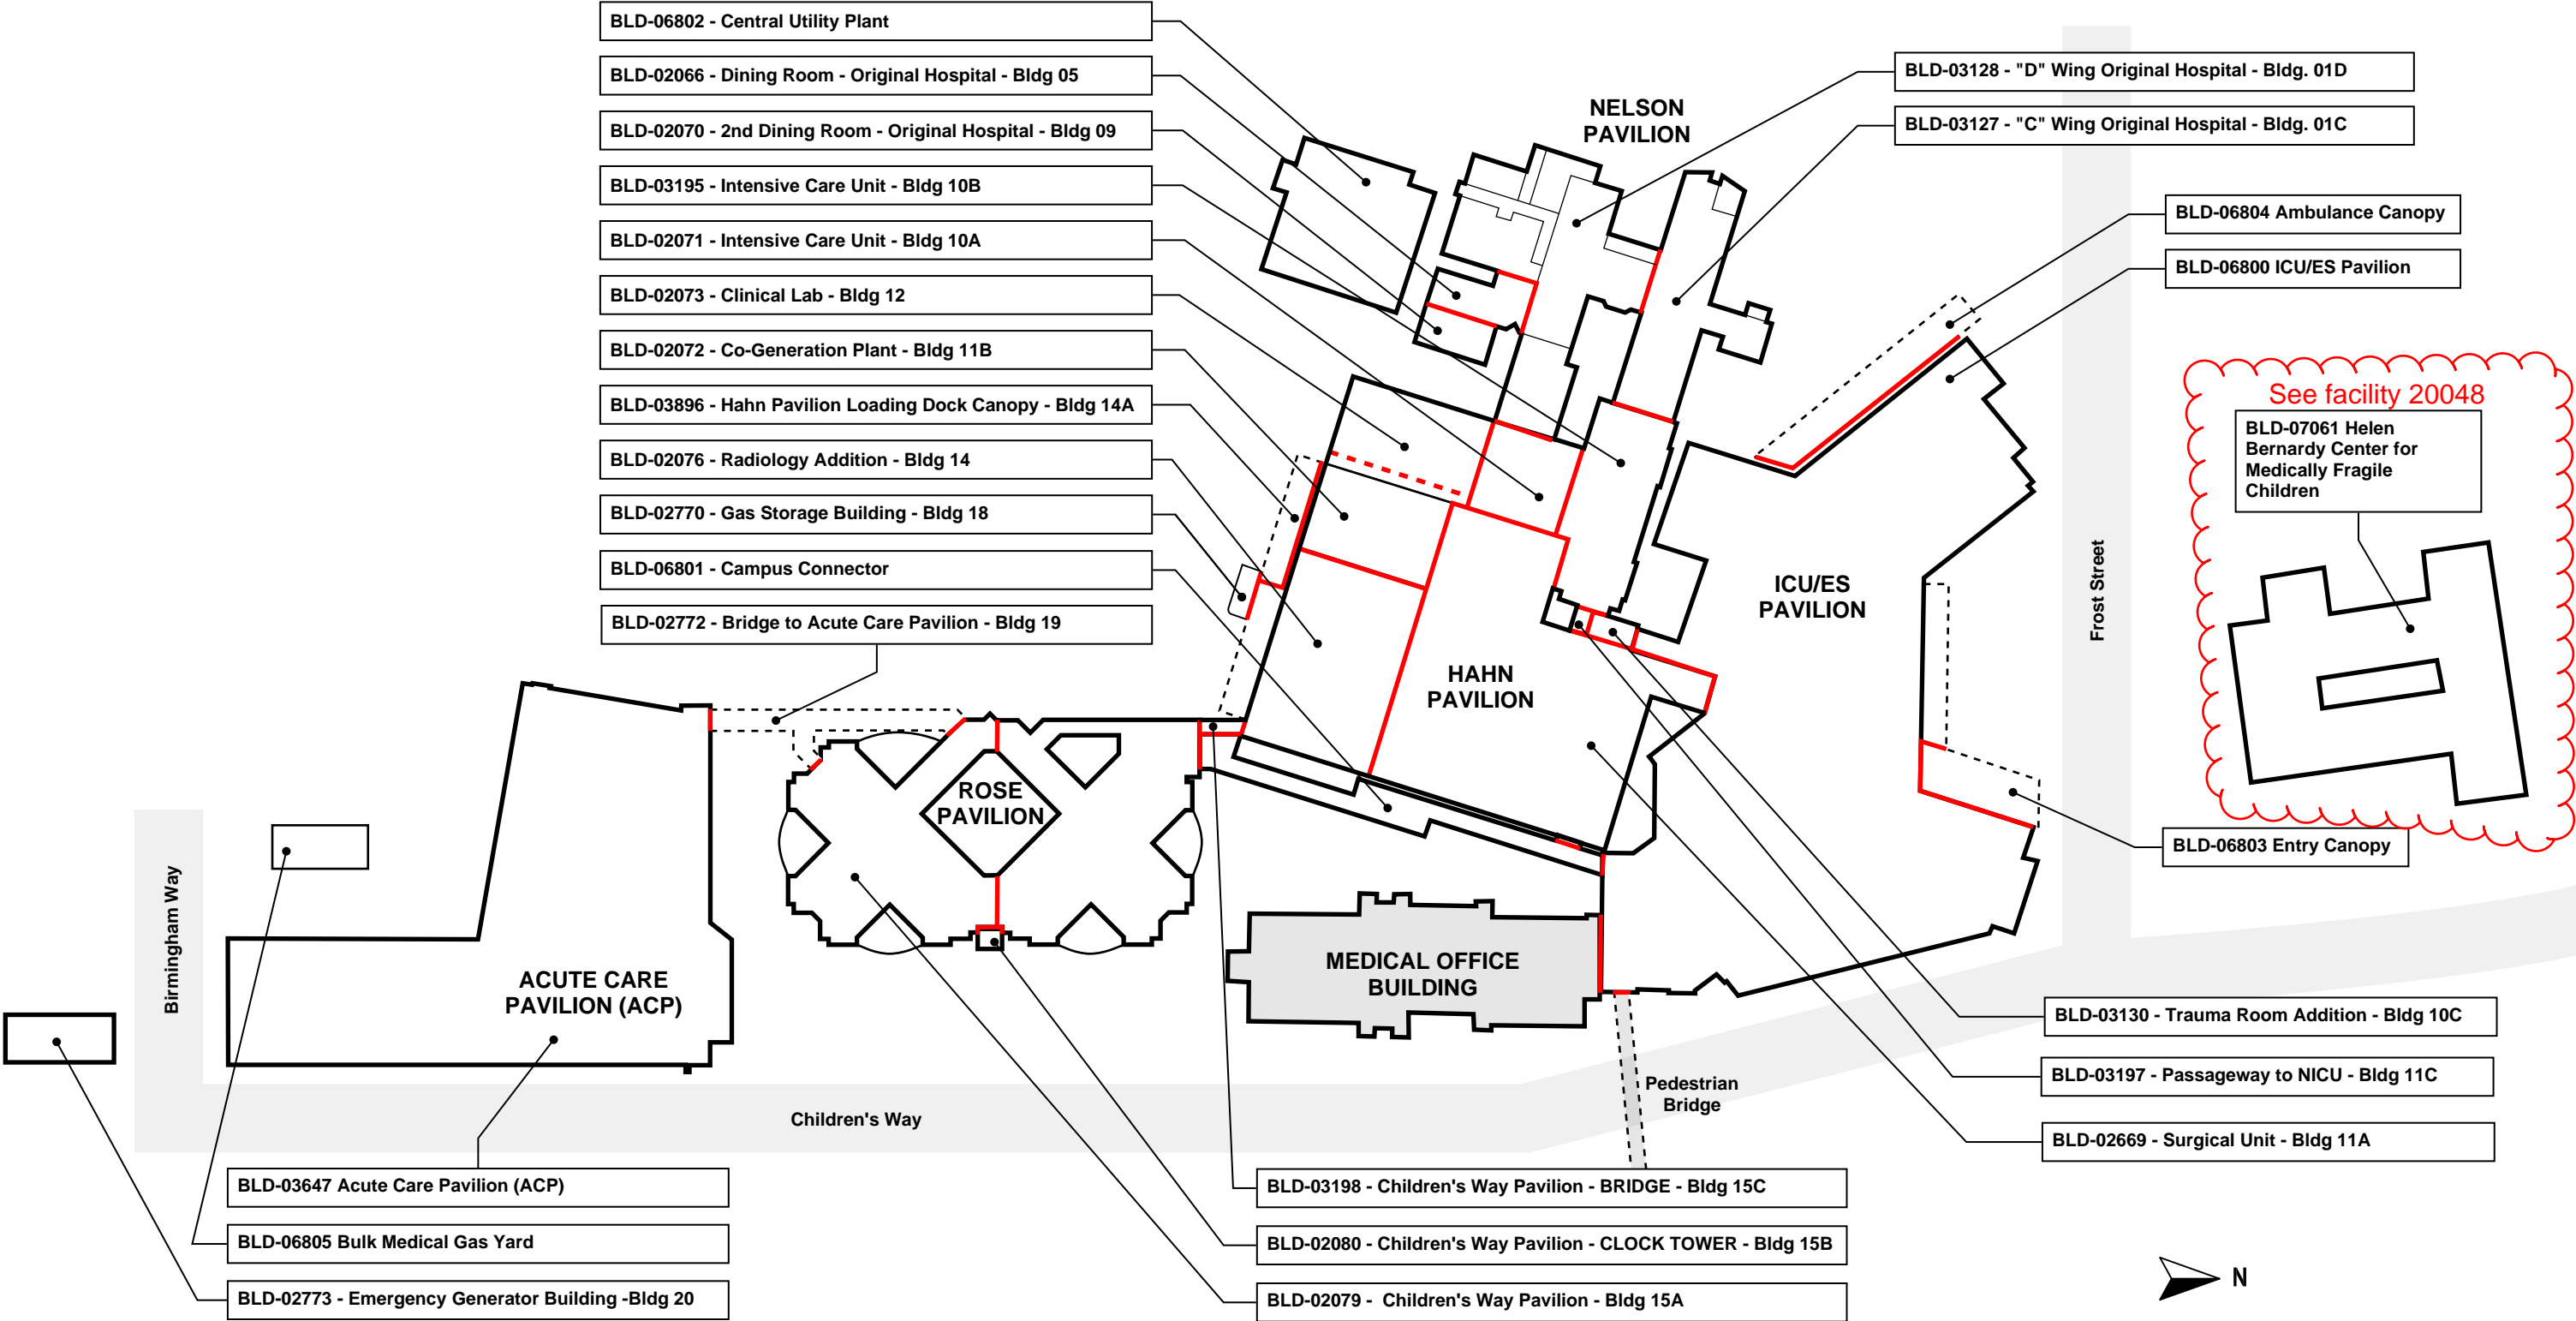 BLD-06802 - Central Utility Plant
BLD-02066 - Dining Room - Original Hospital - Bldg 05
BLD-02070 - 2nd Dining Room - Original Hospital - Bldg 09
BLD-03195 - Intensive Care Unit - Bldg 10B
BLD-02071 - Intensive Care Unit - Bldg 10A
BLD-02073 - Clinical Lab - Bldg 12
BLD-02072 - Co-Generation Plant - Bldg 11B
BLD-03896 - Hahn Pavilion Loading Dock Canopy - Bldg 14A
BLD-02076 - Radiology Addition - Bldg 14
BLD-02770 - Gas Storage Building - Bldg 18
BLD-06801 - Campus Connector
BLD-02772 - Bridge to Acute Care Pavilion - Bldg 19
NELSON
PAVILION
BLD-03128 - "D" Wing Original Hospital - Bldg. 01D
BLD-03127 - "C" Wing Original Hospital - Bldg. 01C
BLD-06804 Ambulance Canopy
BLD-06800 ICU/ES Pavilion
See facility 20048
BLD-07061 Helen
Bernardy Center for
Medically Fragile
Children
Frost Street
ICU/ES
PAVILION
HAHN
PAVILION
ROSE
PAVILION
BLD-06803 Entry Canopy
Birmingham Way
ACUTE CARE
PAVILION (ACP)
MEDICAL OFFICE
BUILDING
Pedestrian
Bridge
Children's Way
BLD-03130 - Trauma Room Addition - Bldg 10C
BLD-03197 - Passageway to NICU - Bldg 11C
BLD-02669 - Surgical Unit - Bldg 11A
BLD-03647 Acute Care Pavilion (ACP)
BLD-06805 Bulk Medical Gas Yard
BLD-02773 - Emergency Generator Building -Bldg 20
BLD-03198 - Children's Way Pavilion - BRIDGE - Bldg 15C
BLD-02080 - Children's Way Pavilion - CLOCK TOWER - Bldg 15B
BLD-02079 - Children's Way Pavilion - Bldg 15A
N